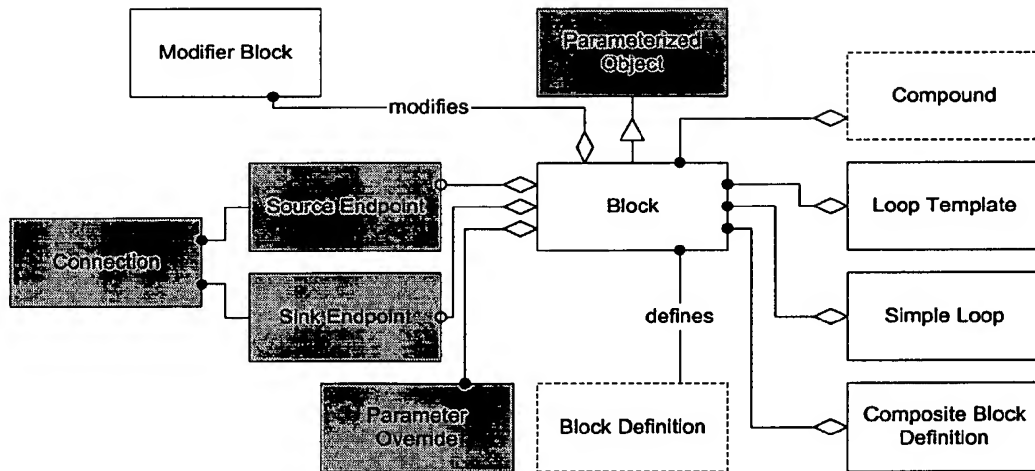 Modifier Block
Parameterized
Object
Compound
modifies
Source Endpoint
Block
Loop Template
Connection
Sink Endpoint
defines
Simple Loop
Parameter
Override
Block Definition
Composite Block
Definition